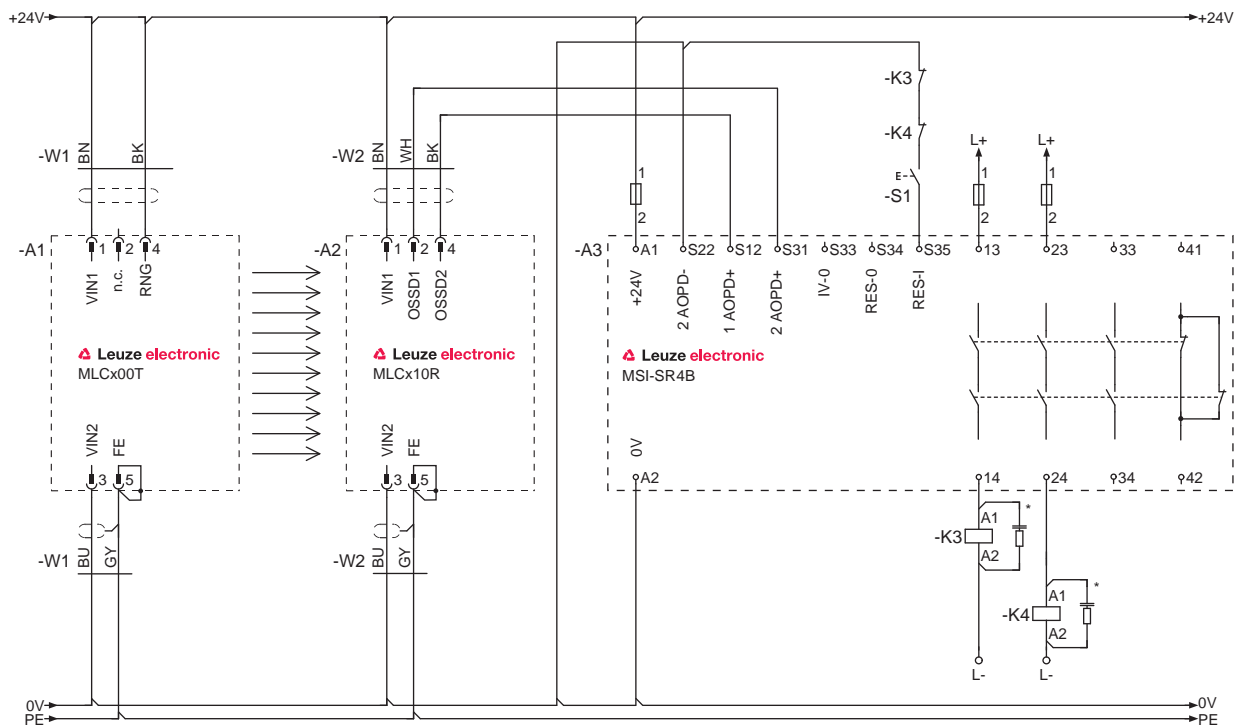 +24V +24V
-K3
-K4
L+ L+
-W1 BN BK
-W2 BN WH BK
1 1 1
E
-S1
2 2 2
-A1 1 2 4
-A2 1 2 4
-A3 A1 S22 S12 S31 S33 S34 S35 13 23 33 41
VIN1 n.c. RNG
VIN1 OSSD1 OSSD2
+24V 2 AOPD- 1 AOPD+ 2 AOPD+ IV-0 RES-0 RES-I
Leuze electronic
MLCx00T
Leuze electronic
MLCx10R
Leuze electronic
MSI-SR4B
VIN2 FE
VIN2 FE
0V
3 5
3 5
A2 14 24 34 42
-K3 A1 *
A2
-W1 BU GY
-W2 BU GY
-K4 A1 *
A2
L- L-
0V 0V
PE PE